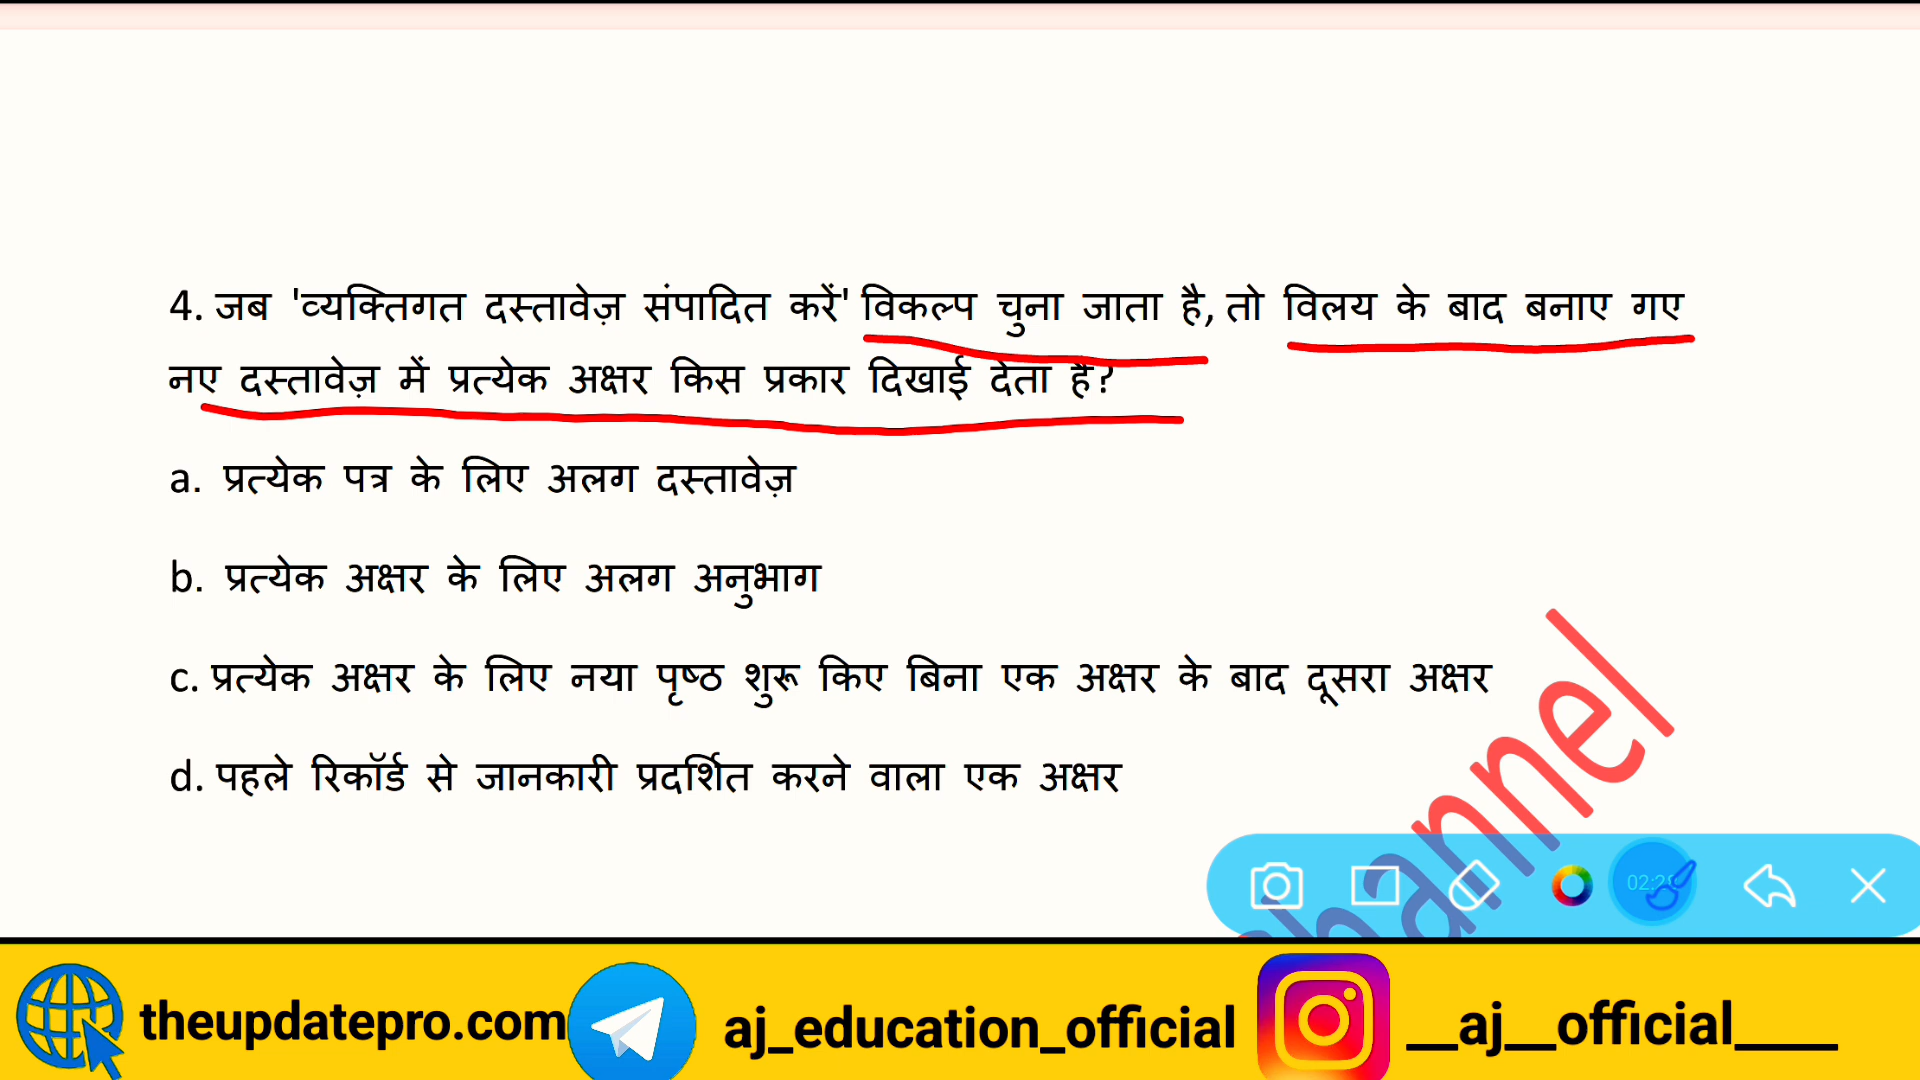 4. जब 'व्यक्तिगत दस्तावेज़ संपादित करें' विकल्प चुना जाता है, तो विलय के बाद बनाए गए
नए दस्तावेज़ में प्रत्येक अक्षर किस प्रकार दिखाई देता है?
a. प्रत्येक पत्र के लिए अलग दस्तावेज़
b. प्रत्येक अक्षर के लिए अलग अनुभाग
c. प्रत्येक अक्षर के लिए नया पृष्ठ शुरू किए बिना एक अक्षर के बाद दूसरा अक्षर
d. पहले रिकॉर्ड से जानकारी प्रदर्शित करने वाला एक अक्षर
hannel
theupdatepro.com
aj_education_official
__aj__official____